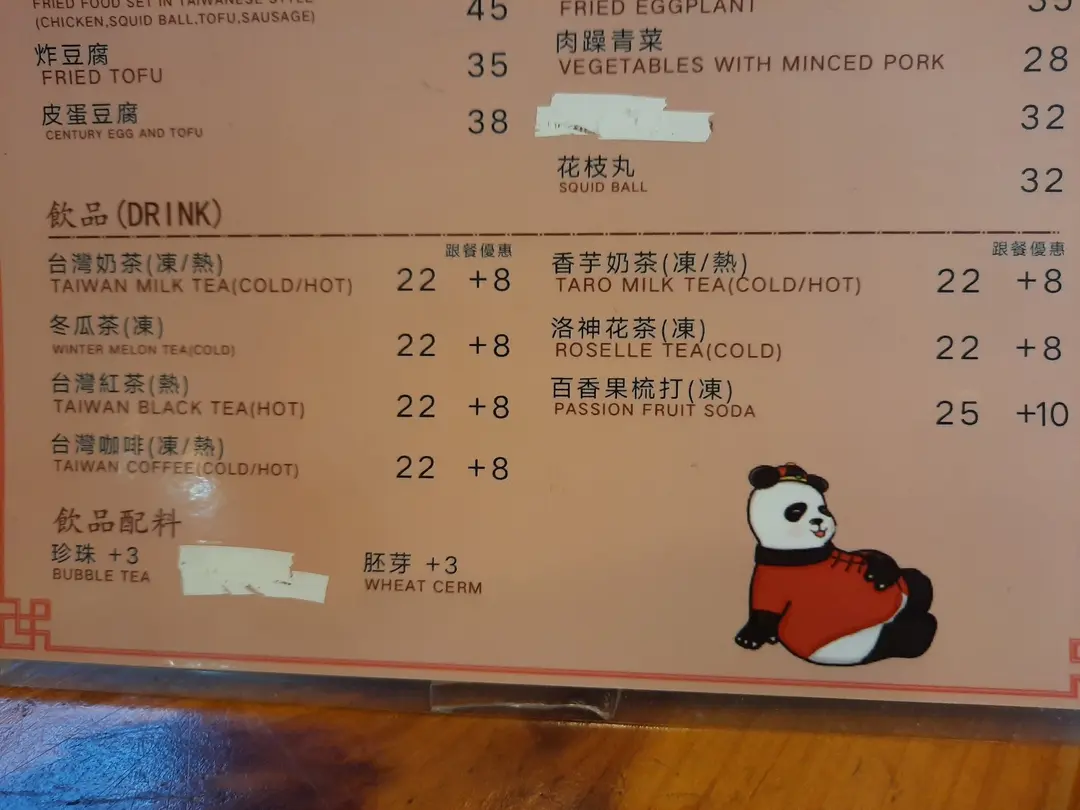 FRIED FOOD SET IN TAIWANESE STYLE
(CHICKEN,SQUID BALL,TOFU,SAUSAGE) 45
炸豆腐
FRIED TOFU 35
皮蛋豆腐
CENTURY EGG AND TOFU 38
FRIED EGGPLANT 35
肉躁青菜
VEGETABLES WITH MINCED PORK 28
32
花枝丸
SQUID BALL 32
飲品(DRINK)
跟餐優惠
台灣奶茶(凍/熱)
TAIWAN MILK TEA(COLD/HOT) 22 +8
冬瓜茶(凍)
WINTER MELON TEA(COLD) 22 +8
台灣紅茶(熱)
TAIWAN BLACK TEA(HOT) 22 +8
台灣咖啡(凍/熱)
TAIWAN COFFEE(COLD/HOT) 22 +8
跟餐優惠
香芋奶茶(凍/熱)
TARO MILK TEA(COLD/HOT) 22 +8
洛神花茶(凍)
ROSELLE TEA(COLD) 22 +8
百香果梳打(凍)
PASSION FRUIT SODA 25 +10
飲品配料
珍珠 +3
BUBBLE TEA
胚芽 +3
WHEAT CERM